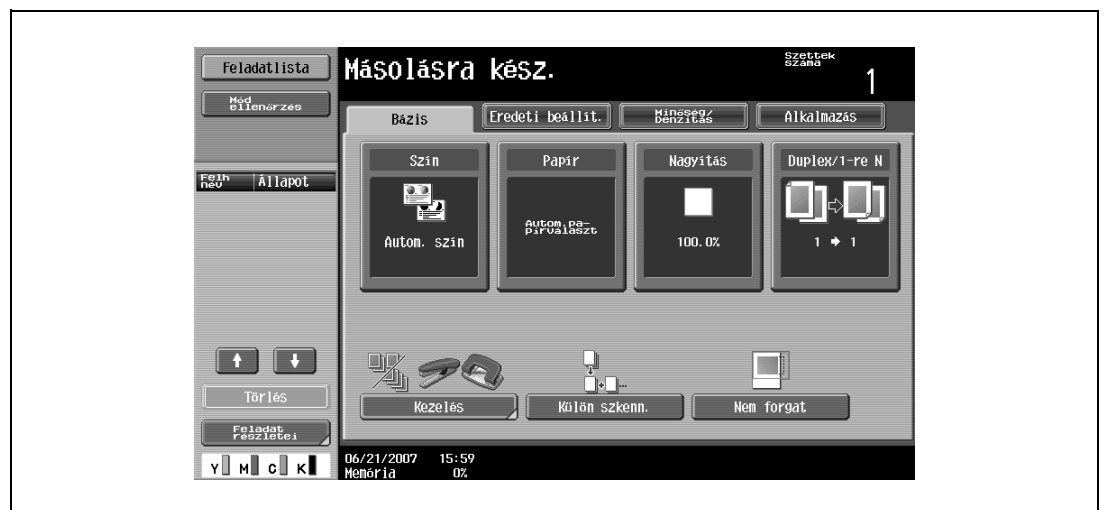 Feladatlista
Másolásra kész.
Szettek
száma
1
Mód
ellenőrzés
Bázis
Eredeti beállít.
Minőség/
Denzitás
Alkalmazás
Felh
név
Állapot
Szín
Papír
Nagyítás
Duplex/1-re N
Autom. szín
Autom.pa-
pírválaszt
100.0%
1 → 1
Törlés
Feladat
részletei
Kezelés
Külön szkenn.
Nem forgat
Y M C K
06/21/2007 15:59
Memória 0%